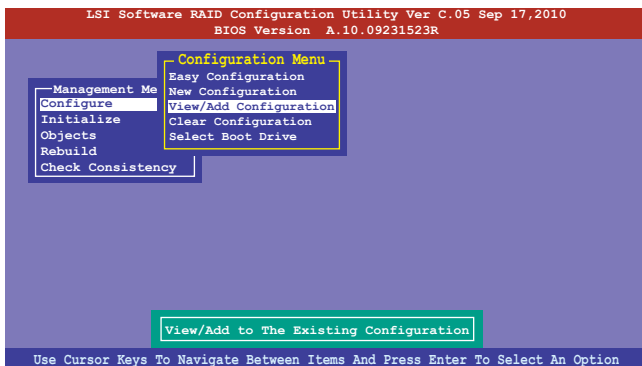 LSI Software RAID Configuration Utility Ver C.05 Sep 17,2010
BIOS Version A.10.09231523R
Configuration Menu
Easy Configuration
New Configuration
View/Add Configuration
Clear Configuration
Select Boot Drive
Management Me
Configure
Initialize
Objects
Rebuild
Check Consistency
View/Add to The Existing Configuration
Use Cursor Keys To Navigate Between Items And Press Enter To Select An Option